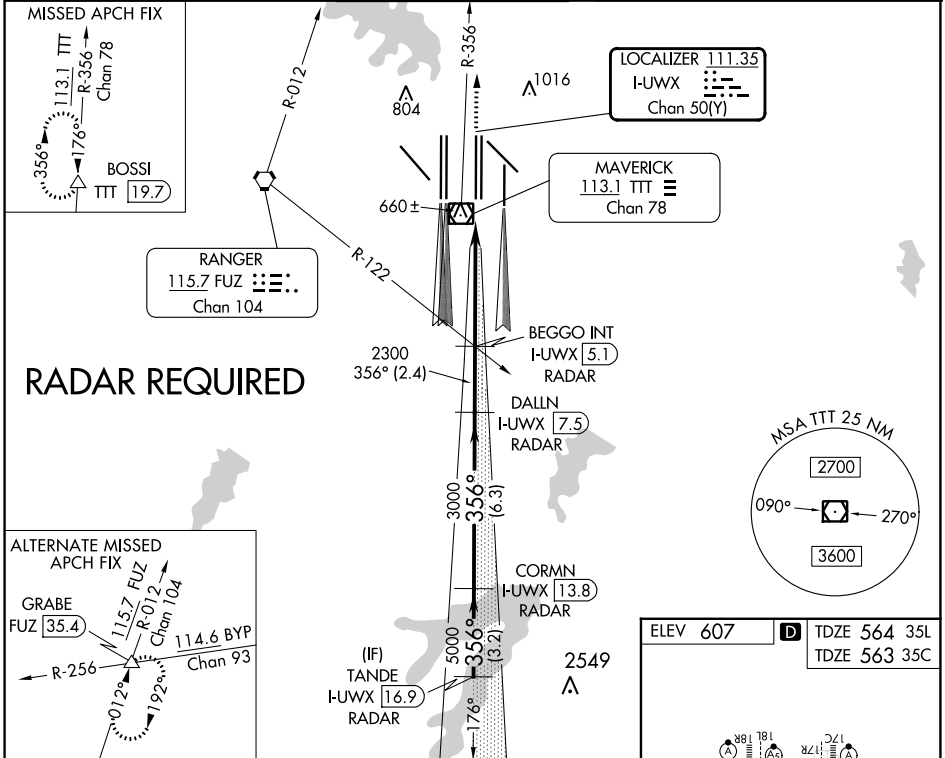 MISSED APCH FIX
113.1 TTT
R-356
Chan 78
356°
176°
BOSSI
TTT 19.7
R-012
R-356
804
1016
LOCALIZER 111.35
I-UWX
Chan 50(Y)
MAVERICK
113.1 TTT
Chan 78
660±
RANGER
115.7 FUZ
Chan 104
R-122
BEGGO INT
I-UWX 5.1
RADAR
2300
356° (2.4)
RADAR REQUIRED
DALLN
I-UWX 7.5
RADAR
3000
356°
(6.3)
MSA TTT 25 NM
2700
090°
270°
3600
CORMN
I-UWX 13.8
RADAR
5000
356°
(3.2)
(IF)
TANDE
I-UWX 16.9
RADAR
176°
2549
ALTERNATE MISSED
APCH FIX
GRABE
FUZ 35.4
115.7 FUZ
R-012
Chan 104
114.6 BYP
Chan 93
R-256
012°
192°
ELEV 607
D
TDZE 564 35L
TDZE 563 35C
18R
18L
17R
17C
A
A5
A